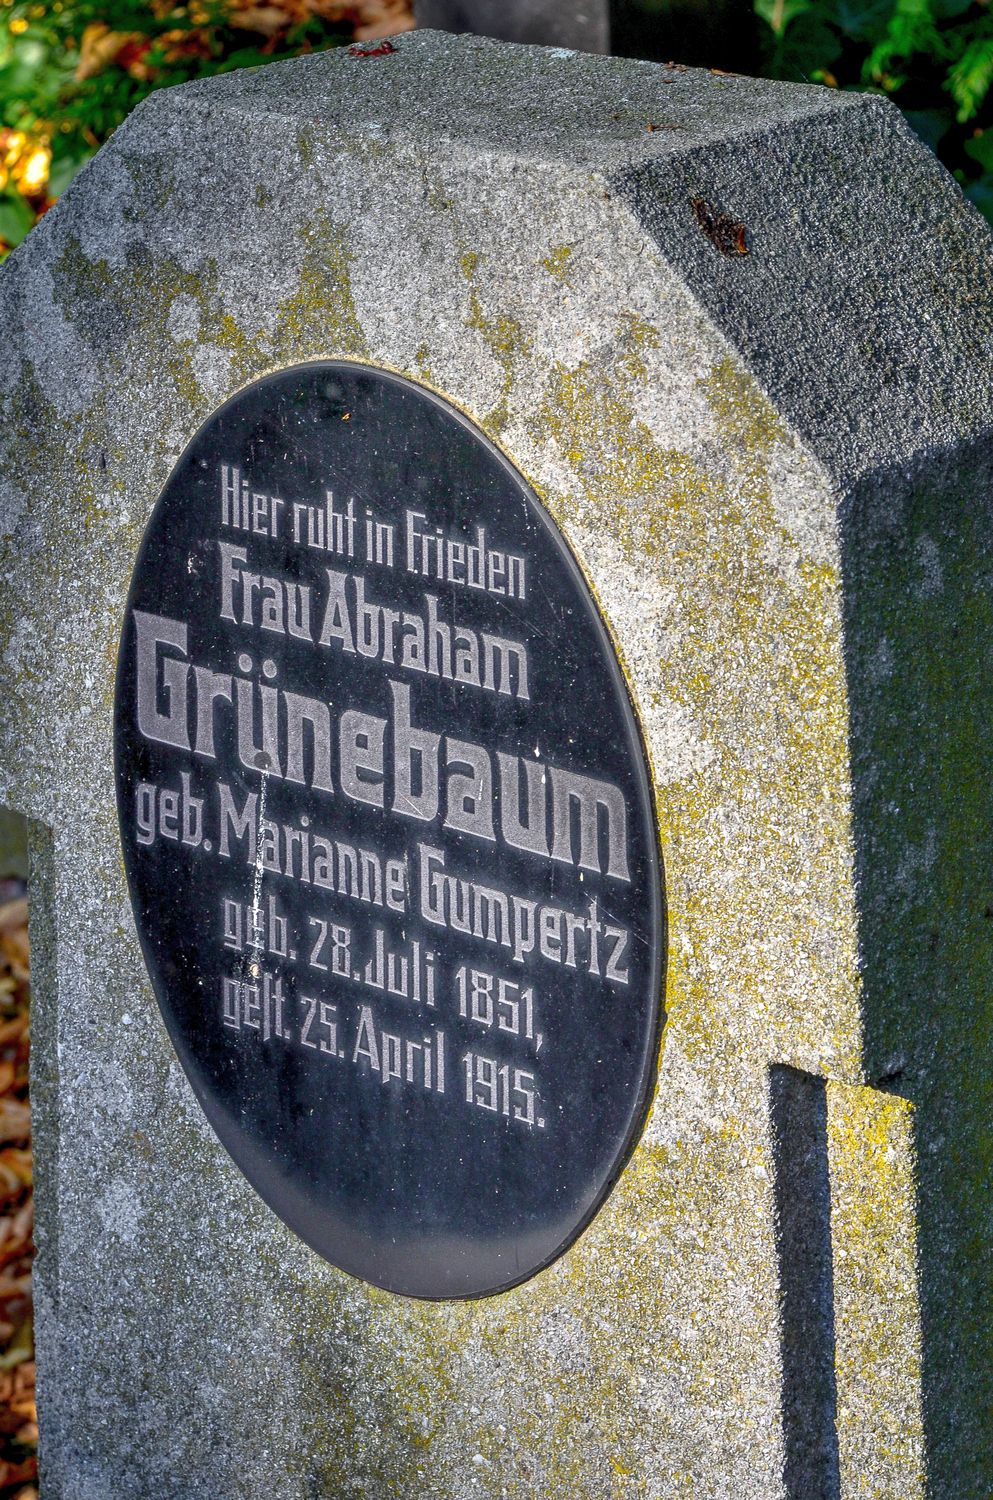 Hier ruht in Frieden
Frau Abraham
Grünebaum
geb. Marianne Gumpertz
geb. 28. Juli 1851,
gest. 25. April 1915.